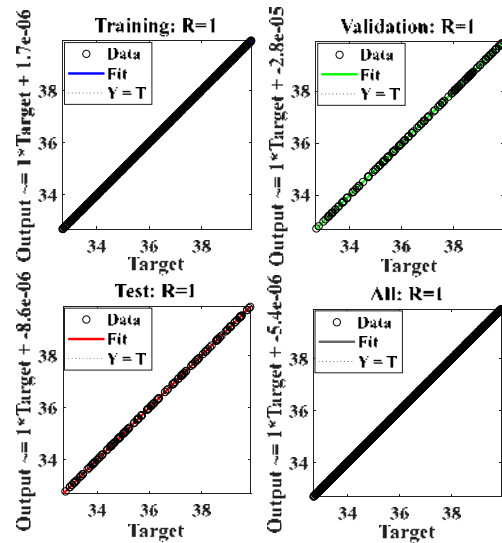 Training: R=1
Output ~= 1*Target + 1.7e-06
Data
Fit
Y = T
38
36
34
34 36 38
Target
Validation: R=1
Output ~= 1*Target + -2.8e-05
Data
Fit
Y = T
38
36
34
34 36 38
Target
Test: R=1
Output ~= 1*Target + -8.6e-06
Data
Fit
Y = T
38
36
34
34 36 38
Target
All: R=1
Output ~= 1*Target + -5.4e-06
Data
Fit
Y = T
38
36
34
34 36 38
Target